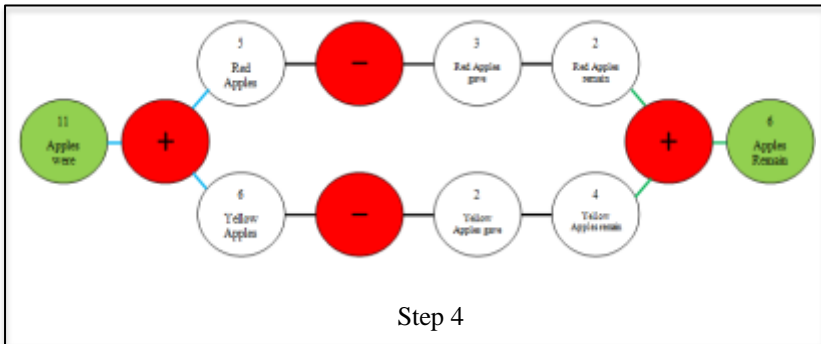 11
Apples
were
+
5
Red
Apples
−
3
Red Apples
gave
2
Red Apples
remain
6
Yellow
Apples
−
2
Yellow
Apples gave
4
Yellow
Apples remain
+
6
Apples
Remain
Step 4